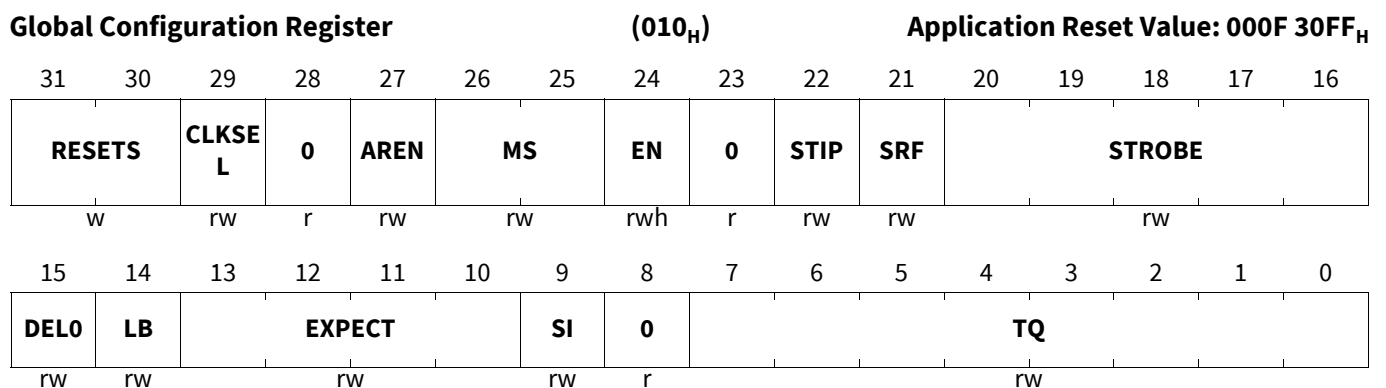 Global Configuration Register (010H) Application Reset Value: 000F 30FFH
31 30 29 28 27 26 25 24 23 22 21 20 19 18 17 16
RESETS CLKSE
L 0 AREN MS EN 0 STIP SRF STROBE
w rw r rw rw rwh r rw rw rw
15 14 13 12 11 10 9 8 7 6 5 4 3 2 1 0
DEL0 LB EXPECT SI 0 TQ
rw rw rw rw r rw